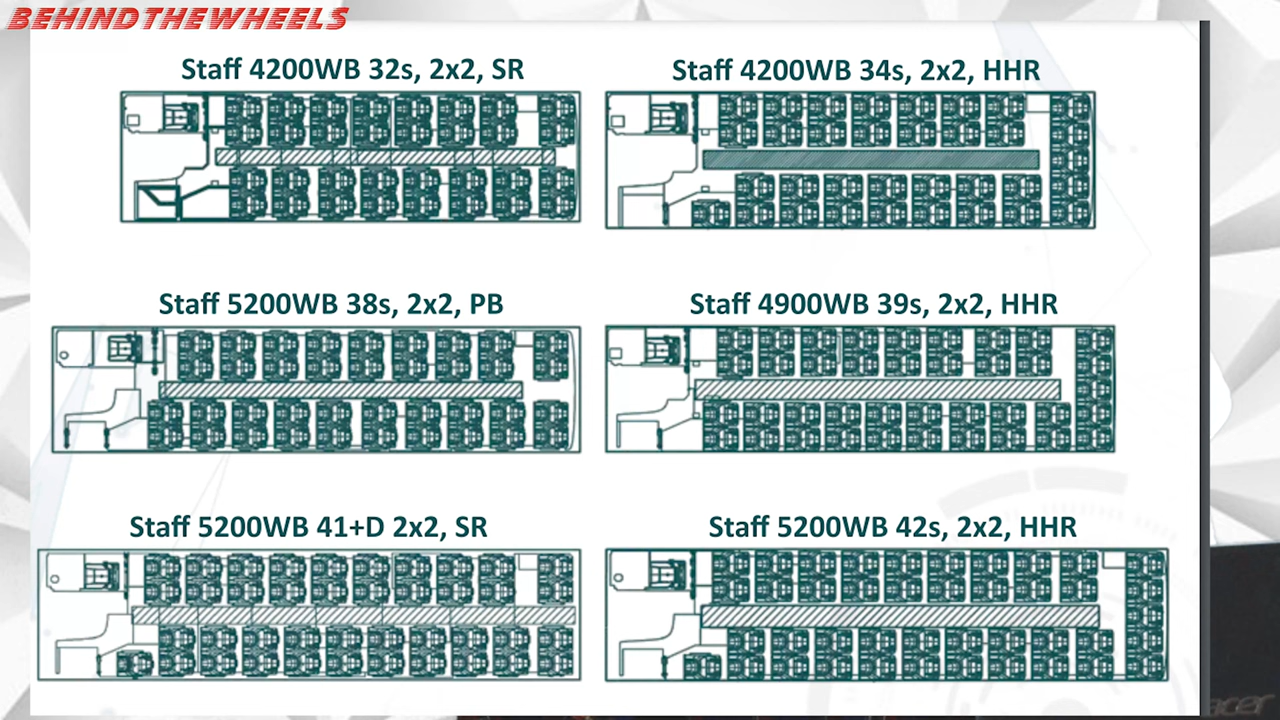 BEHINDTHEWHEELS
Staff 4200WB 32s, 2x2, SR
Staff 4200WB 34s, 2x2, HHR
Staff 5200WB 38s, 2x2, PB
Staff 4900WB 39s, 2x2, HHR
Staff 5200WB 41+D 2x2, SR
Staff 5200WB 42s, 2x2, HHR
acer